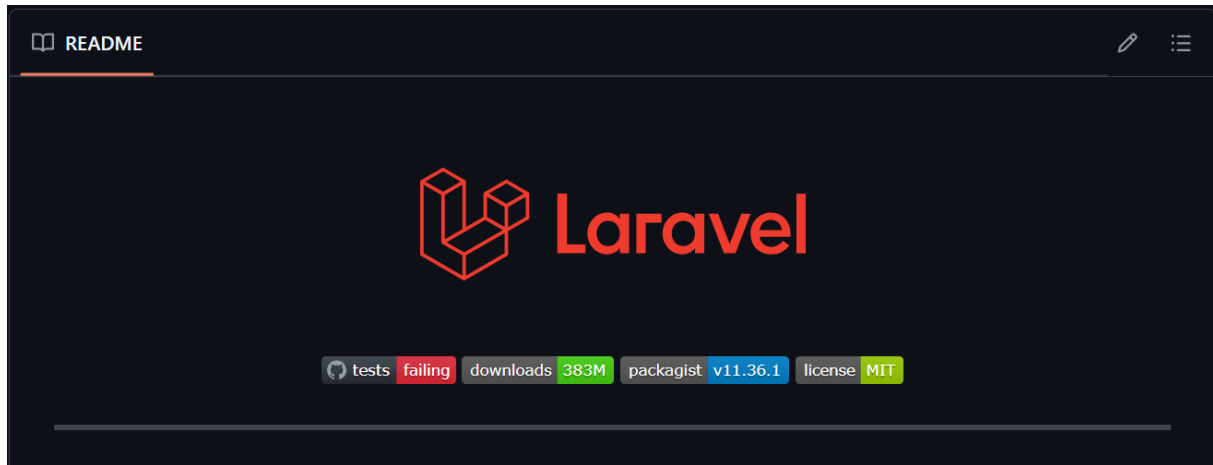 README
Laravel
tests failing downloads 383M packagist v11.36.1 license MIT